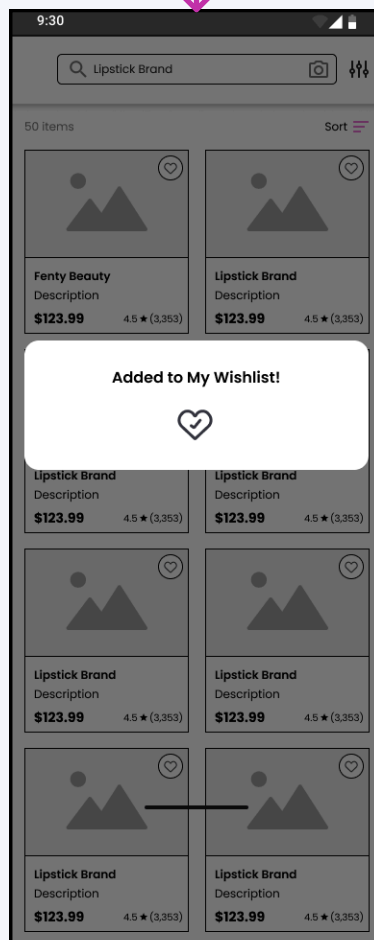 9:30
Lipstick Brand
50 items Sort
Fenty Beauty Lipstick Brand
Description Description
$123.99 4.5★(3,353) $123.99 4.5★(3,353)
Added to My Wishlist!
Lipstick Brand Lipstick Brand
Description Description
$123.99 4.5★(3,353) $123.99 4.5★(3,353)
Lipstick Brand Lipstick Brand
Description Description
$123.99 4.5★(3,353) $123.99 4.5★(3,353)
Lipstick Brand Lipstick Brand
Description Description
$123.99 4.5★(3,353) $123.99 4.5★(3,353)